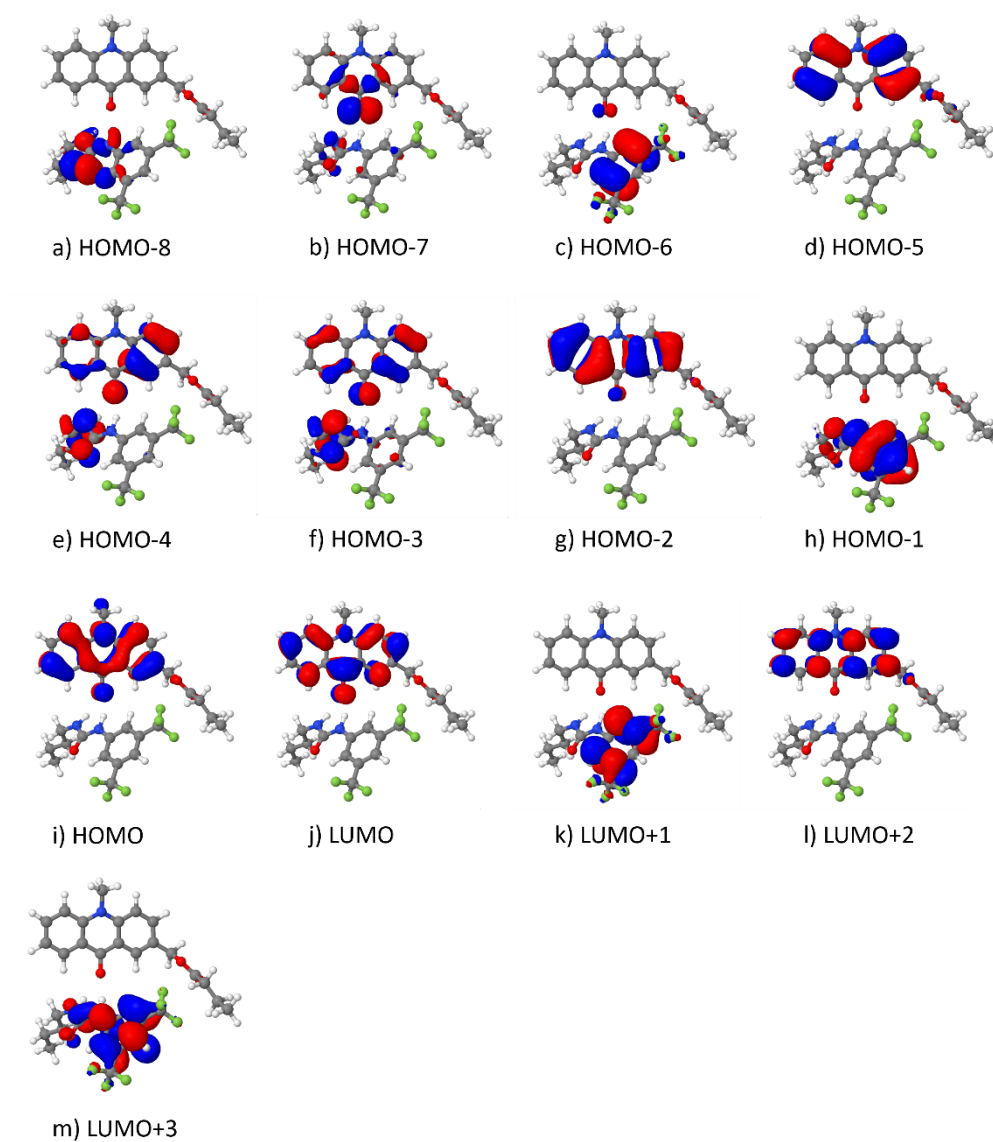 a) HOMO-8
b) HOMO-7
c) HOMO-6
d) HOMO-5
e) HOMO-4
f) HOMO-3
g) HOMO-2
h) HOMO-1
i) HOMO
j) LUMO
k) LUMO+1
l) LUMO+2
m) LUMO+3